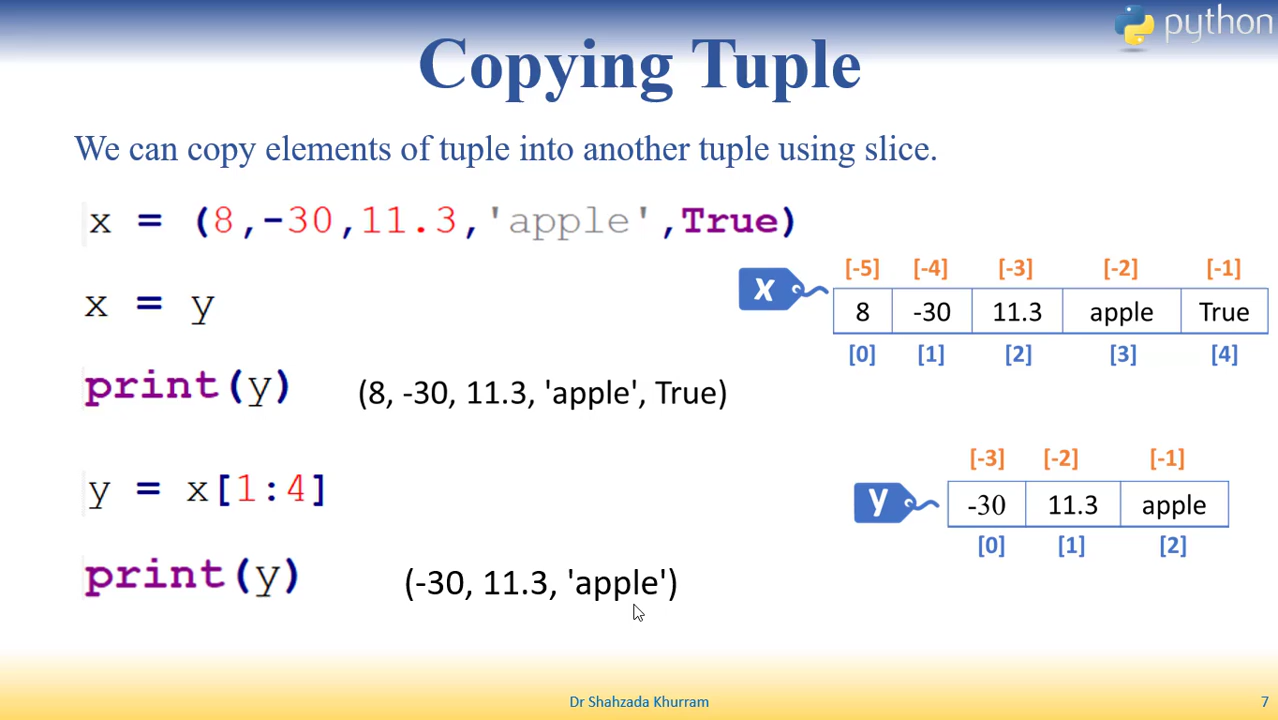 python
Copying Tuple
We can copy elements of tuple into another tuple using slice.
x = (8,-30,11.3,'apple',True)
x = y
print(y) (8, -30, 11.3, 'apple', True)
x
[-5] [-4] [-3] [-2] [-1]
8 -30 11.3 apple True
[0] [1] [2] [3] [4]
y = x[1:4]
print(y) (-30, 11.3, 'apple')
y
[-3] [-2] [-1]
-30 11.3 apple
[0] [1] [2]
Dr Shahzada Khurram
7